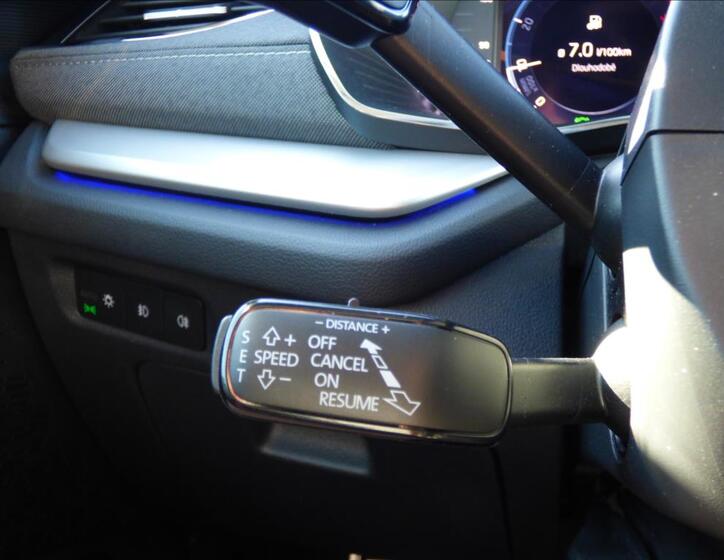 20
ø 7.0 l/100km
Dlouhodobě
0
– DISTANCE +
S E T
+ OFF
SPEED CANCEL
– ON
RESUME